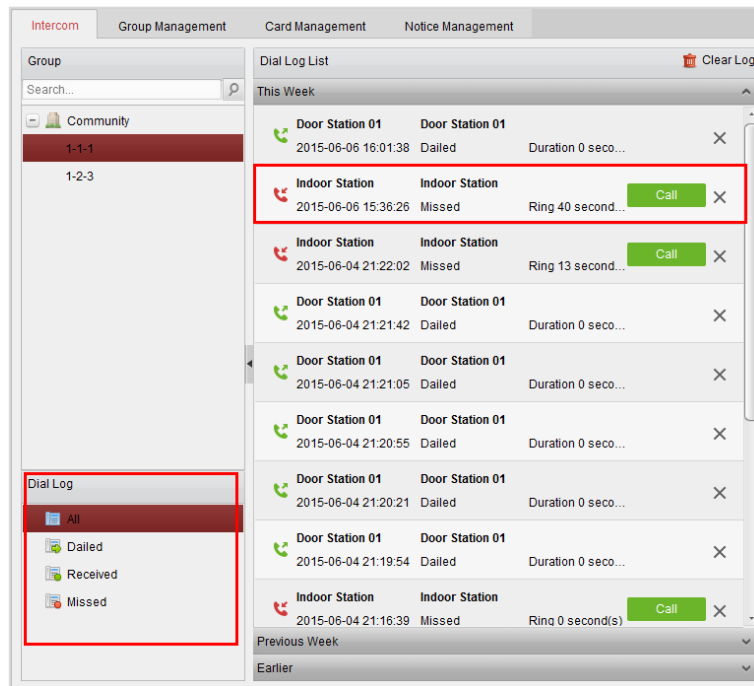 Intercom Group Management Card Management Notice Management
Group
Search...
Community
1-1-1
1-2-3
Dial Log
All
Dailed
Received
Missed
Dial Log List Clear Log
This Week
Door Station 01 Door Station 01
2015-06-06 16:01:38 Dailed Duration 0 seco...
Indoor Station Indoor Station
2015-06-06 15:36:26 Missed Ring 40 second... Call
Indoor Station Indoor Station
2015-06-04 21:22:02 Missed Ring 13 second... Call
Door Station 01 Door Station 01
2015-06-04 21:21:42 Dailed Duration 0 seco...
Door Station 01 Door Station 01
2015-06-04 21:21:05 Dailed Duration 0 seco...
Door Station 01 Door Station 01
2015-06-04 21:20:55 Dailed Duration 0 seco...
Door Station 01 Door Station 01
2015-06-04 21:20:21 Dailed Duration 0 seco...
Door Station 01 Door Station 01
2015-06-04 21:19:54 Dailed Duration 0 seco...
Indoor Station Indoor Station
2015-06-04 21:16:39 Missed Ring 0 second(s) Call
Previous Week
Earlier